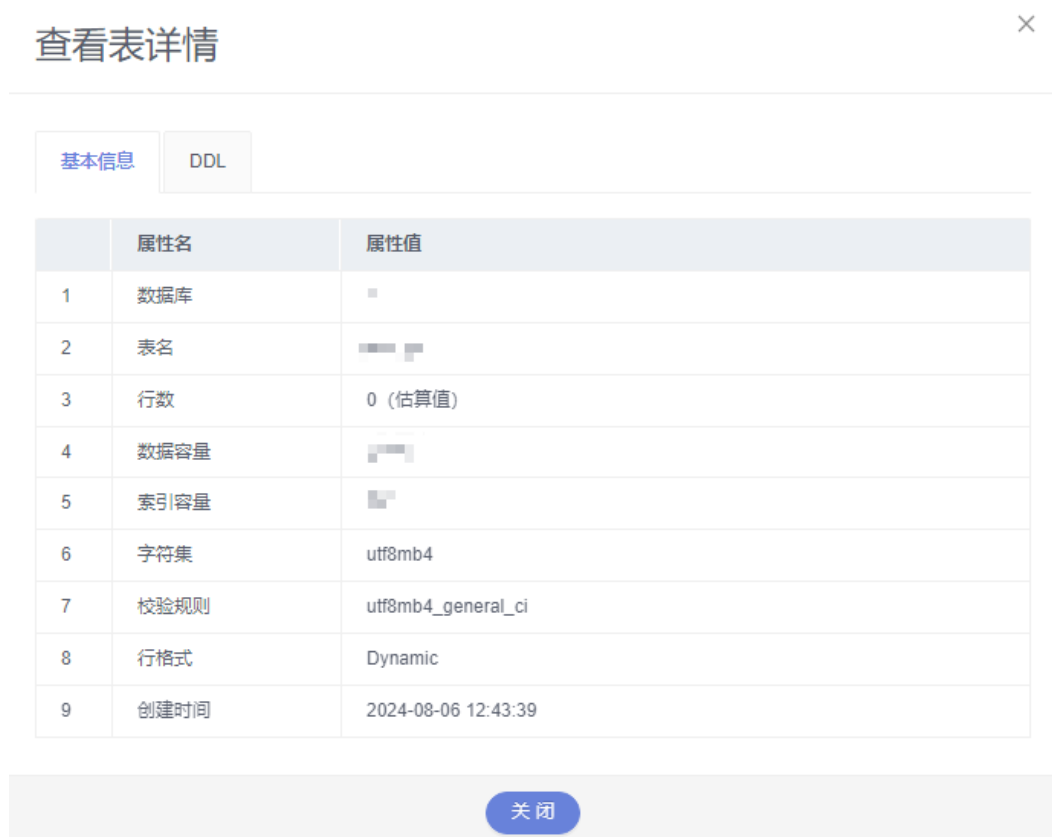 查看表详情
基本信息 DDL
属性名 属性值
1 数据库
2 表名
3 行数 0（估算值）
4 数据容量
5 索引容量
6 字符集 utf8mb4
7 校验规则 utf8mb4_general_ci
8 行格式 Dynamic
9 创建时间 2024-08-06 12:43:39
关闭